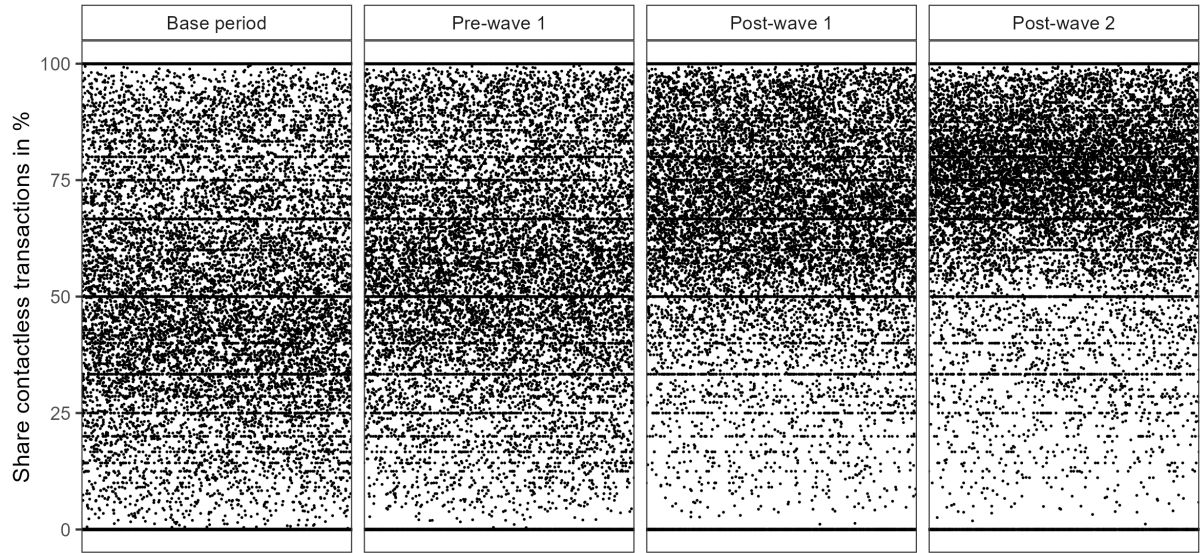 Base period
Pre-wave 1
Post-wave 1
Post-wave 2
Share contactless transactions in %
100
75
50
25
0